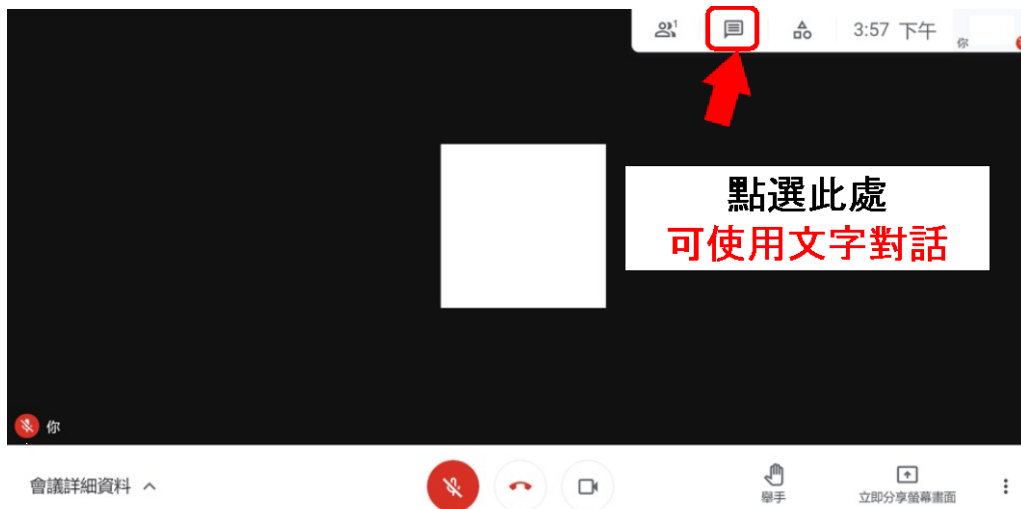 1
3:57 下午
你
點選此處
可使用文字對話
你
會議詳細資料
舉手
立即分享螢幕畫面